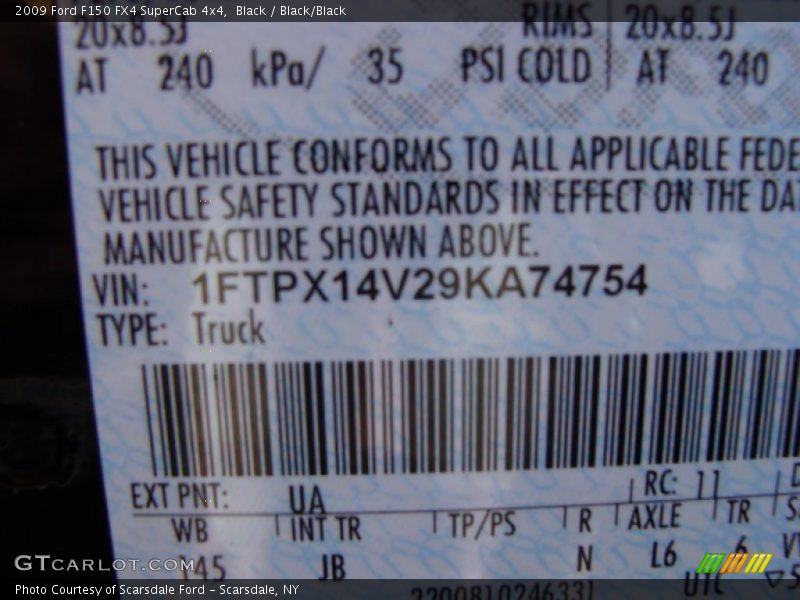 2009 Ford F150 FX4 SuperCab 4x4, Black / Black/Black
20x8.5J RIMS 20x8.5J
AT 240 kPa/ 35 PSI COLD AT 240
THIS VEHICLE CONFORMS TO ALL APPLICABLE FEDE
VEHICLE SAFETY STANDARDS IN EFFECT ON THE DA
MANUFACTURE SHOWN ABOVE.
VIN: 1FTPX14V29KA74754
TYPE: Truck
EXT PNT: UA RC: 11
WB INT TR TP/PS R AXLE TR
145 JB N L6 6
UTC
GTCARLOT.COM
Photo Courtesy of Scarsdale Ford – Scarsdale, NY